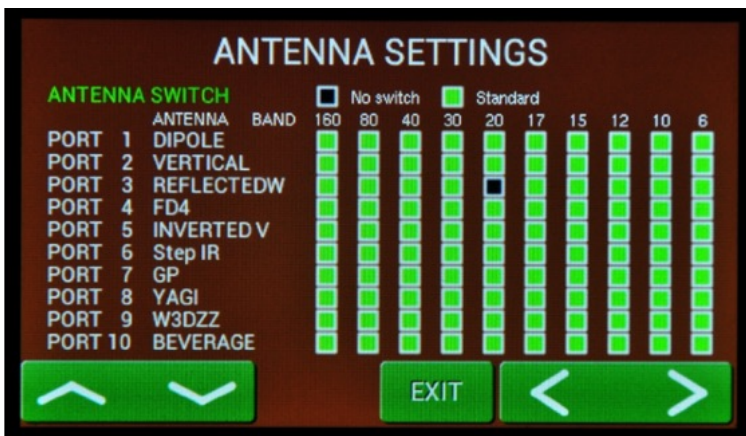 ANTENNA SETTINGS
ANTENNA SWITCH No switch Standard
ANTENNA BAND 160 80 40 30 20 17 15 12 10 6
PORT 1 DIPOLE
PORT 2 VERTICAL
PORT 3 REFLECTEDW
PORT 4 FD4
PORT 5 INVERTED V
PORT 6 Step IR
PORT 7 GP
PORT 8 YAGI
PORT 9 W3DZZ
PORT 10 BEVERAGE
EXIT